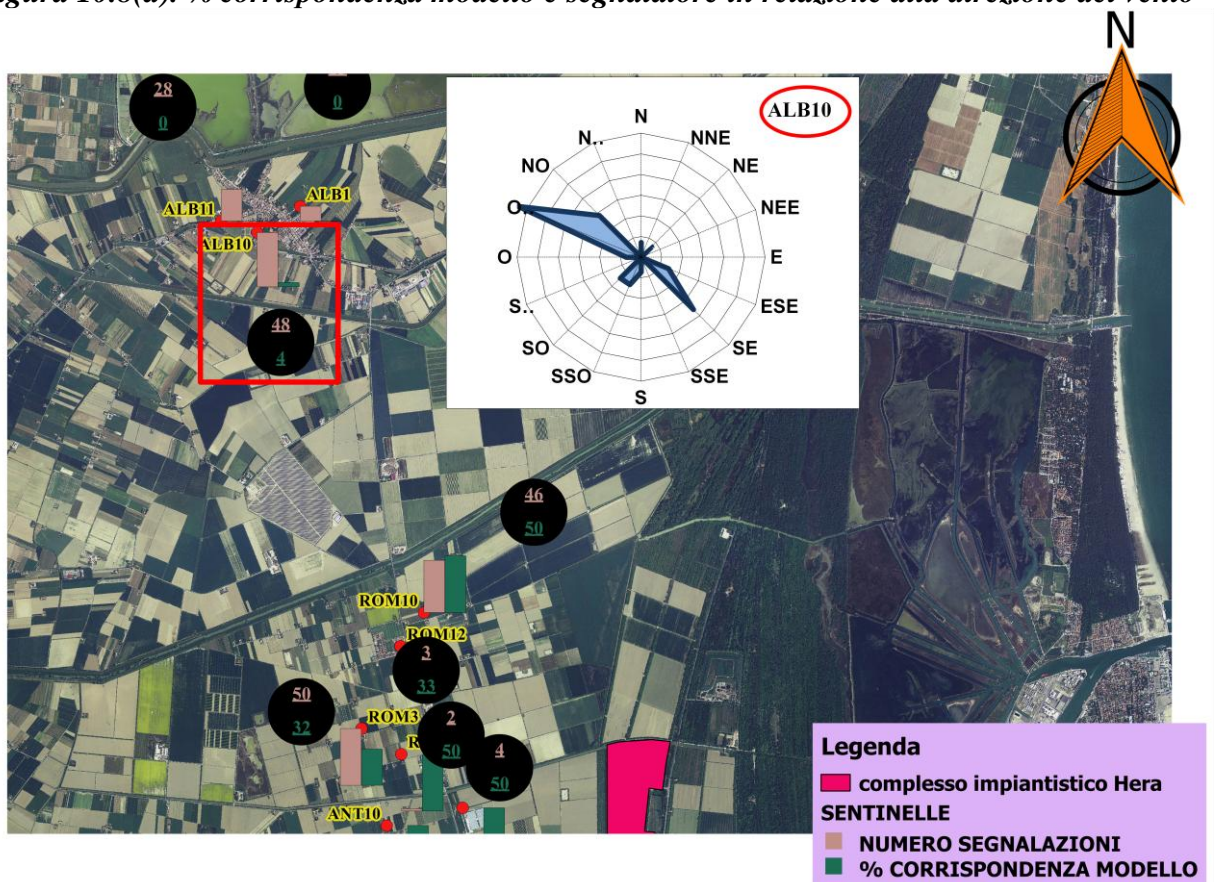 N
28
0
0
ALB10
N
NNE
NE
NEE
E
ESE
SE
SSE
S
SSO
SO
S..
O
O..
NO
N..
ALB11
ALB1
ALB10
48
4
46
50
ROM10
ROM12
3
33
50
32
ROM3
2
50
4
50
ANT10
Legenda
complesso impiantistico Hera
SENTINELLE
NUMERO SEGNALAZIONI
% CORRISPONDENZA MODELLO